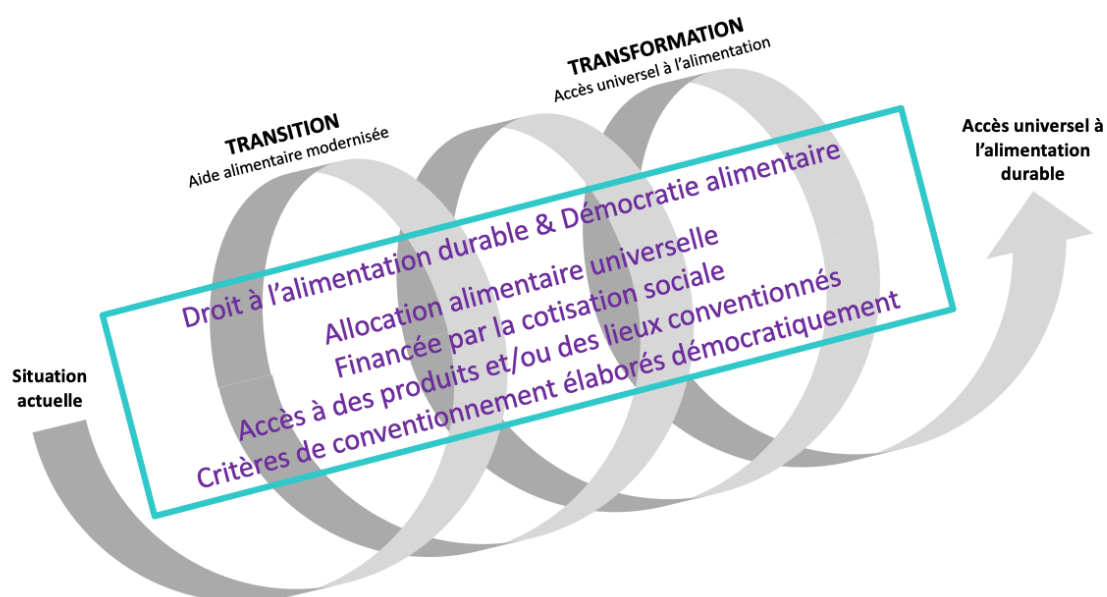 TRANSFORMATION
Accès universel à l'alimentation
TRANSITION
Aide alimentaire modernisée
Accès universel à
l'alimentation
durable
Droit à l'alimentation durable & Démocratie alimentaire
Allocation alimentaire universelle
Financée par la cotisation sociale
Accès à des produits et/ou des lieux conventionnés
Critères de conventionnement élaborés démocratiquement
Situation
actuelle